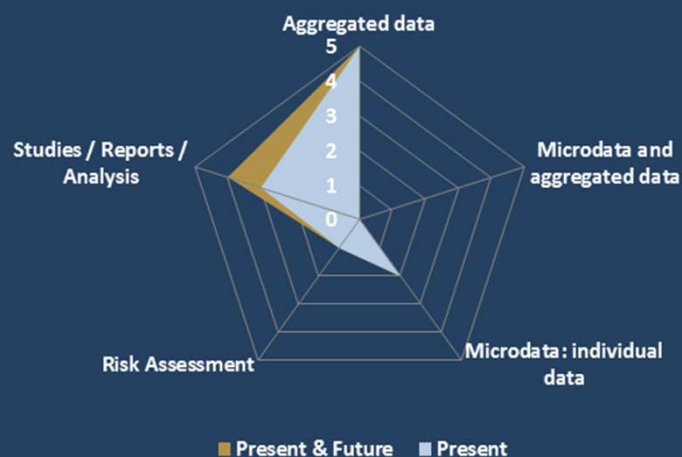 Aggregated data
5
4
3
2
1
0
Studies / Reports /
Analysis
Microdata and
aggregated data
Risk Assessment
Microdata: individual
data
Present & Future
Present